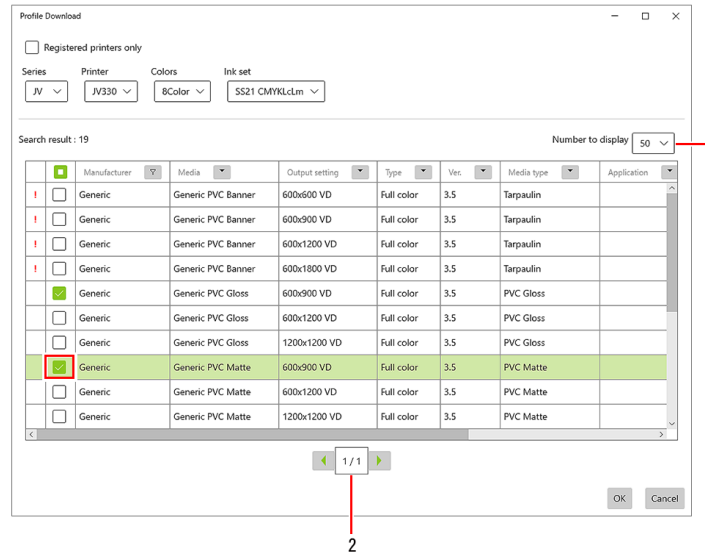 Profile Download
Registered printers only
Series Printer Colors Ink set
JV JV330 8Color SS21 CMYKLcLm
Search result : 19 Number to display 50
Manufacturer Media Output setting Type Ver. Media type Application
! Generic Generic PVC Banner 600x600 VD Full color 3.5 Tarpaulin
! Generic Generic PVC Banner 600x900 VD Full color 3.5 Tarpaulin
! Generic Generic PVC Banner 600x1200 VD Full color 3.5 Tarpaulin
! Generic Generic PVC Banner 600x1800 VD Full color 3.5 Tarpaulin
Generic Generic PVC Gloss 600x900 VD Full color 3.5 PVC Gloss
Generic Generic PVC Gloss 600x1200 VD Full color 3.5 PVC Gloss
Generic Generic PVC Gloss 1200x1200 VD Full color 3.5 PVC Gloss
Generic Generic PVC Matte 600x900 VD Full color 3.5 PVC Matte
Generic Generic PVC Matte 600x1200 VD Full color 3.5 PVC Matte
Generic Generic PVC Matte 1200x1200 VD Full color 3.5 PVC Matte
1 / 1
OK Cancel
2